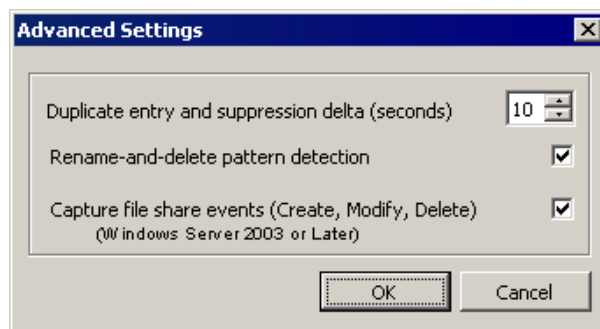 Advanced Settings
Duplicate entry and suppression delta (seconds) 10
Rename-and-delete pattern detection
Capture file share events (Create, Modify, Delete)
(Windows Server 2003 or Later)
OK Cancel